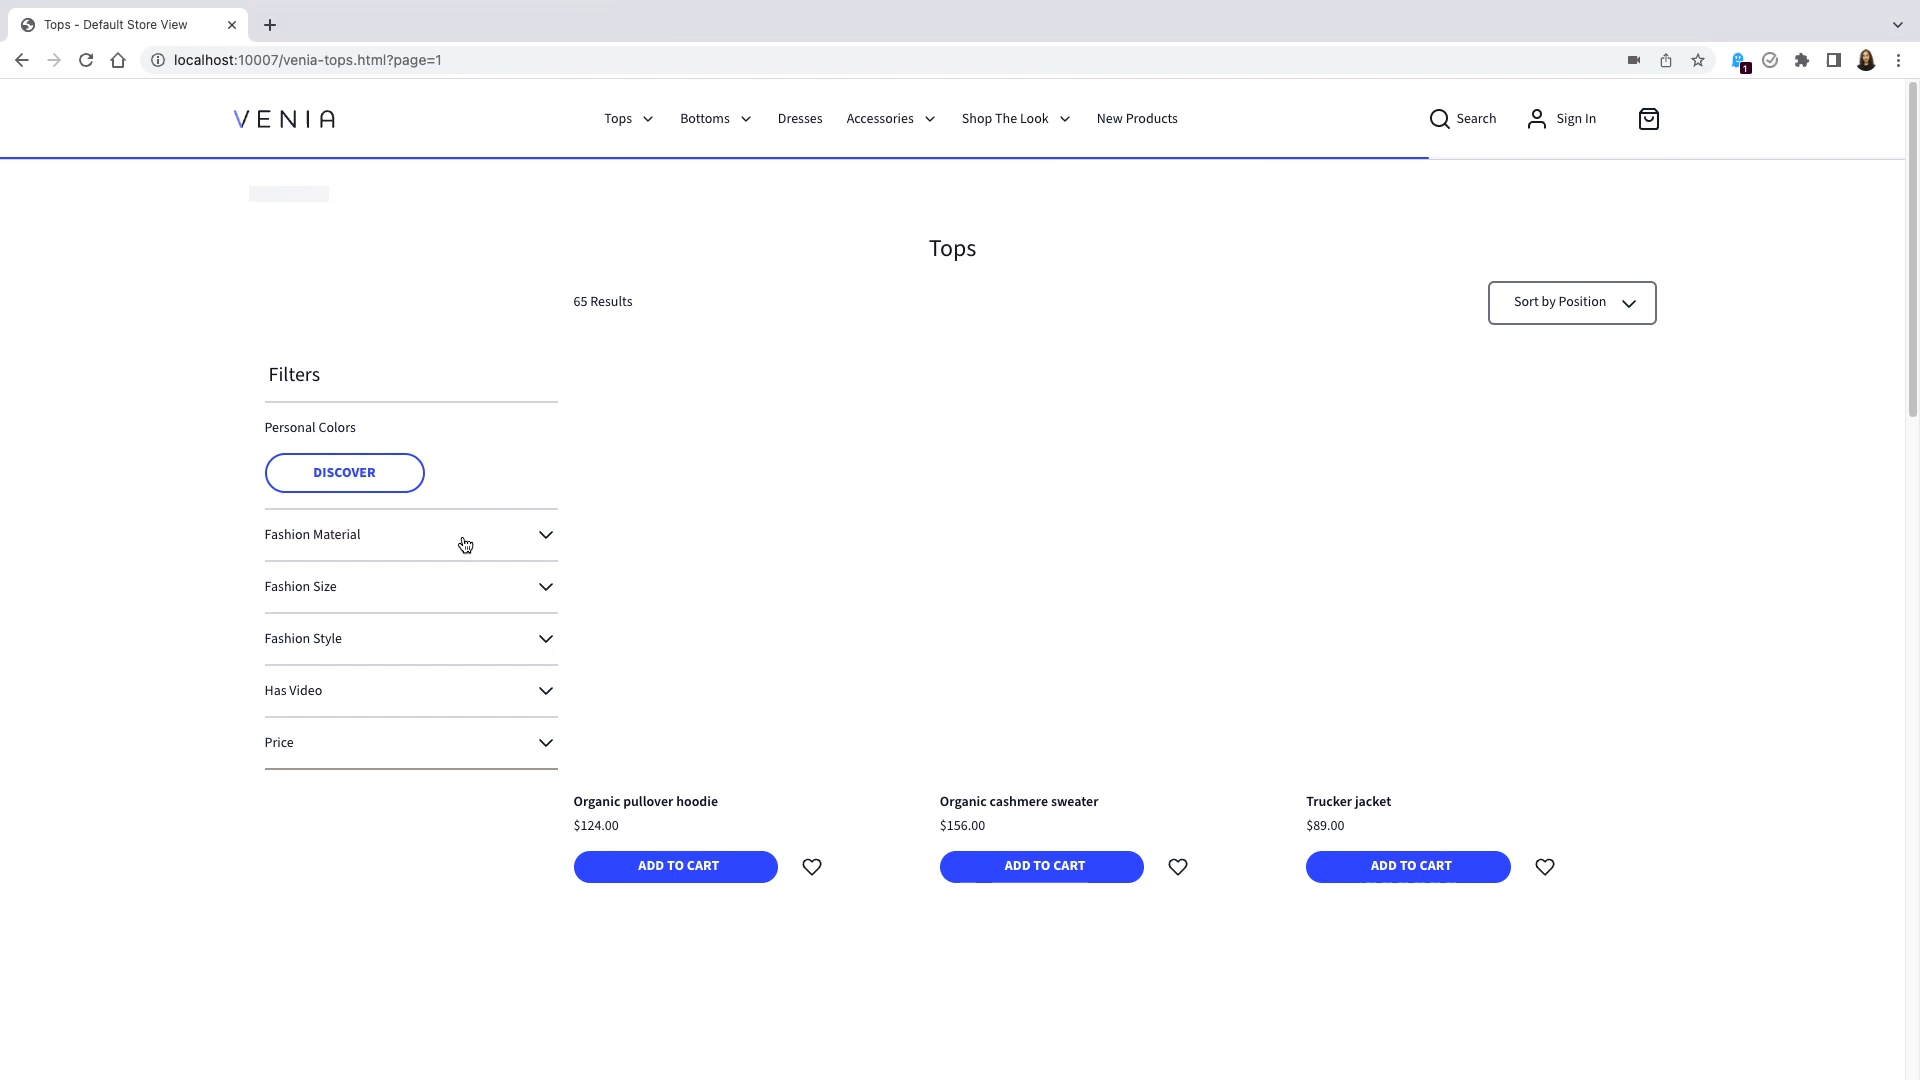 Tops - Default Store View
localhost:10007/venia-tops.html?page=1
1
VENIA
Tops
Bottoms
Dresses
Accessories
Shop The Look
New Products
Search
Sign In
Tops
65 Results
Sort by Position
Filters
Personal Colors
DISCOVER
Fashion Material
Fashion Size
Fashion Style
Has Video
Price
Organic pullover hoodie
$124.00
ADD TO CART
Organic cashmere sweater
$156.00
ADD TO CART
Trucker jacket
$89.00
ADD TO CART